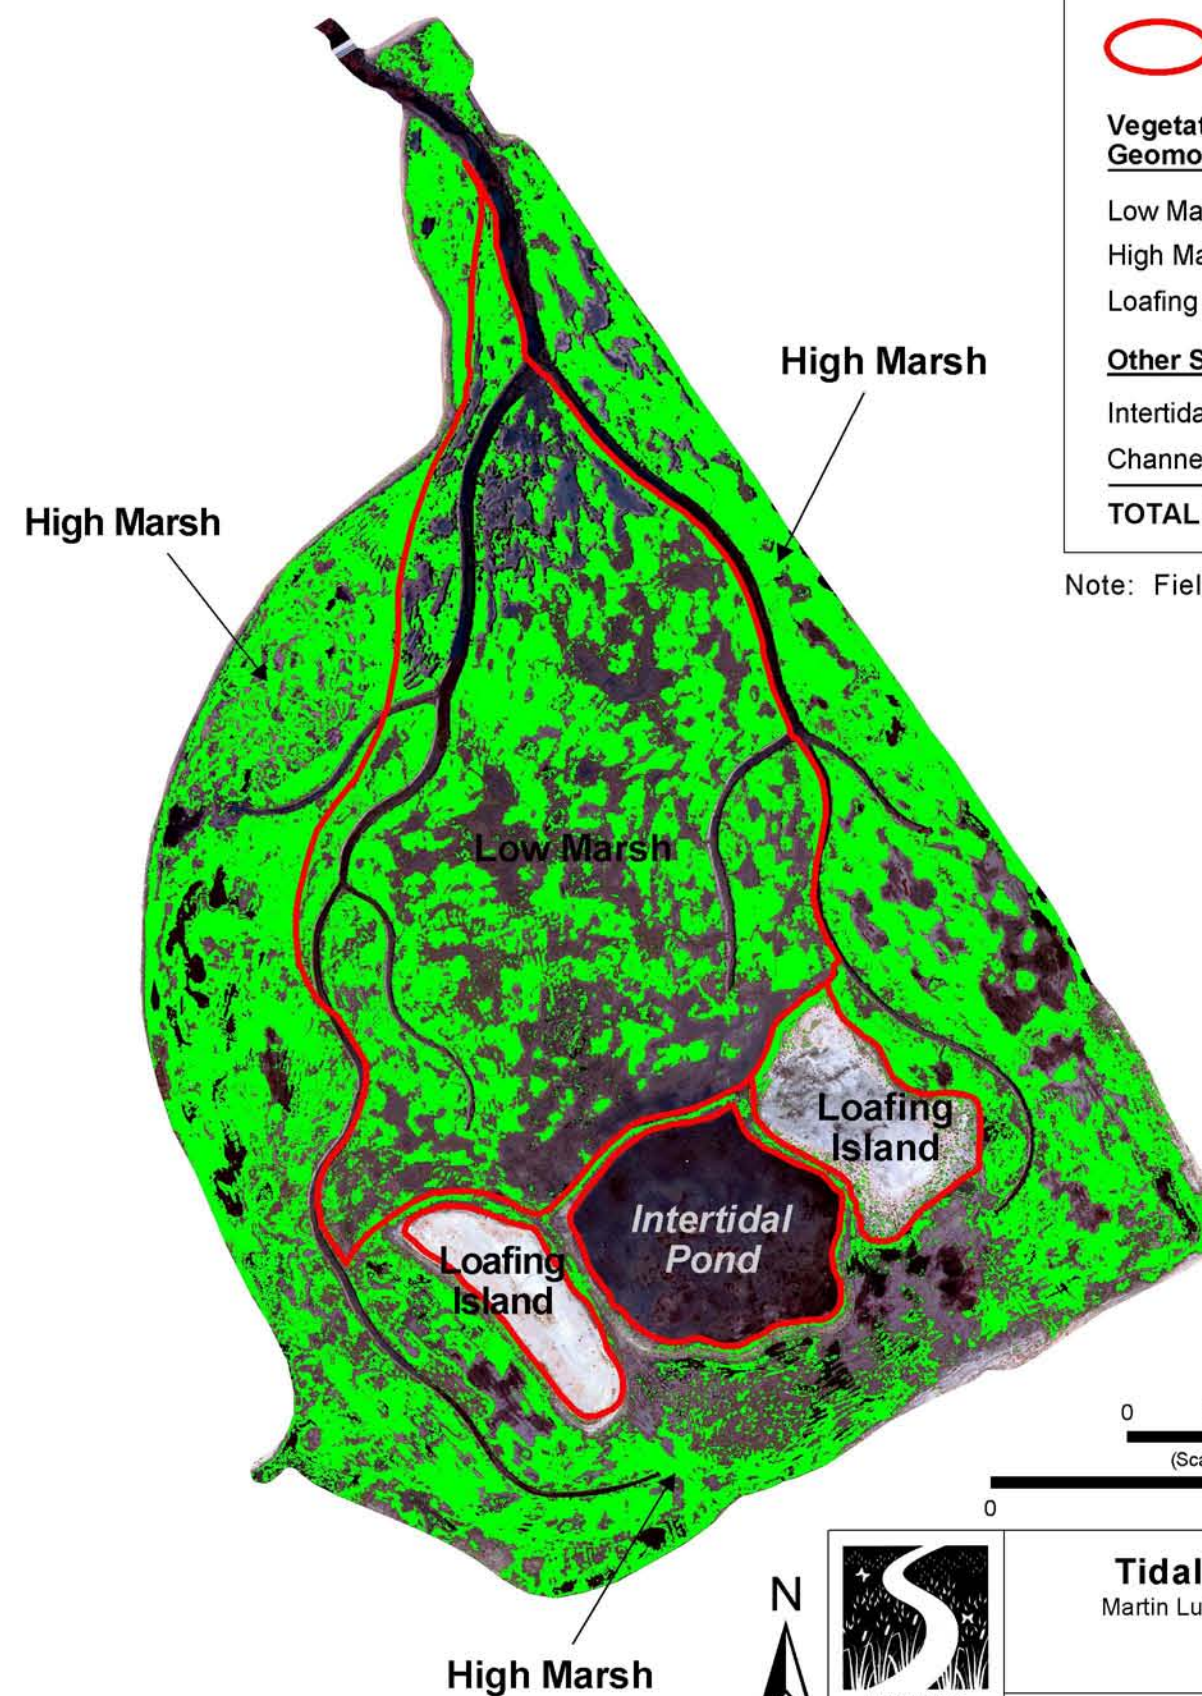 Vegetat
Geomo
Low Ma
High Ma
Loafing
Other S
Intertida
Channe
TOTAL
Note: Fiel
High Marsh
High Marsh
Low Marsh
Loafing
Island
Intertidal
Pond
Loafing
Island
0
(Sca
0
High Marsh
N
Tidal
Martin Lu